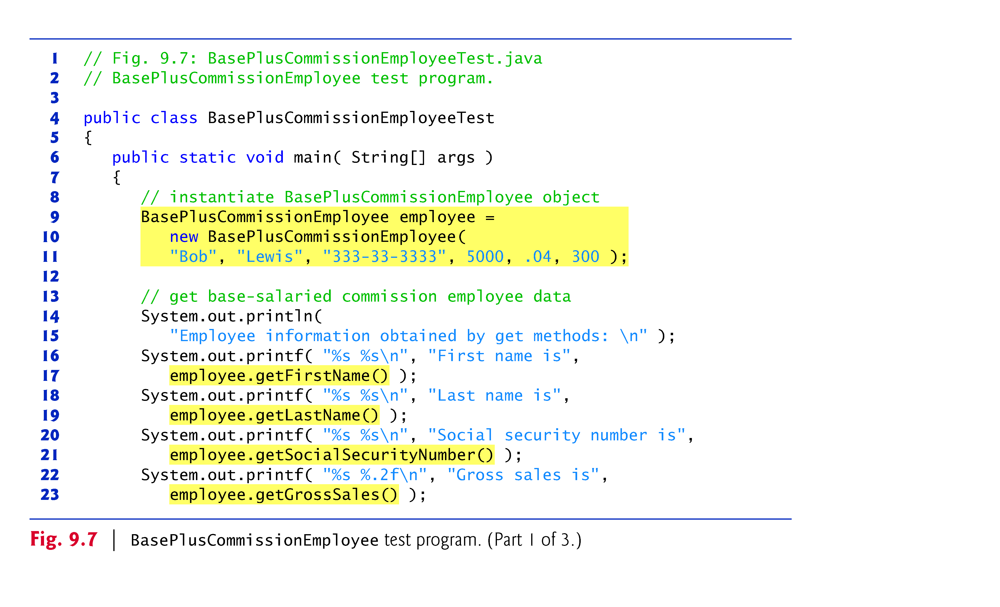 1 // Fig. 9.7: BasePlusCommissionEmployeeTest.java
2 // BasePlusCommissionEmployee test program.
3
4 public class BasePlusCommissionEmployeeTest
5 {
6 public static void main( String[] args )
7 {
8 // instantiate BasePlusCommissionEmployee object
9 BasePlusCommissionEmployee employee =
10 new BasePlusCommissionEmployee(
11 "Bob", "Lewis", "333-33-3333", 5000, .04, 300 );
12
13 // get base-salaried commission employee data
14 System.out.println(
15 "Employee information obtained by get methods: \n" );
16 System.out.printf( "%s %s\n", "First name is",
17 employee.getFirstName() );
18 System.out.printf( "%s %s\n", "Last name is",
19 employee.getLastName() );
20 System.out.printf( "%s %s\n", "Social security number is",
21 employee.getSocialSecurityNumber() );
22 System.out.printf( "%s %.2f\n", "Gross sales is",
23 employee.getGrossSales() );
Fig. 9.7 | BasePlusCommissionEmployee test program. (Part 1 of 3.)